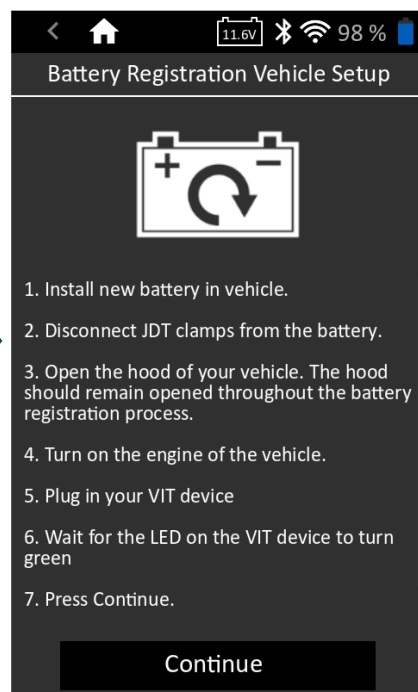 11.6V 98 %
Battery Registration Vehicle Setup
+ -
1. Install new battery in vehicle.
2. Disconnect JDT clamps from the battery.
3. Open the hood of your vehicle. The hood
should remain opened throughout the battery
registration process.
4. Turn on the engine of the vehicle.
5. Plug in your VIT device
6. Wait for the LED on the VIT device to turn
green
7. Press Continue.
Continue